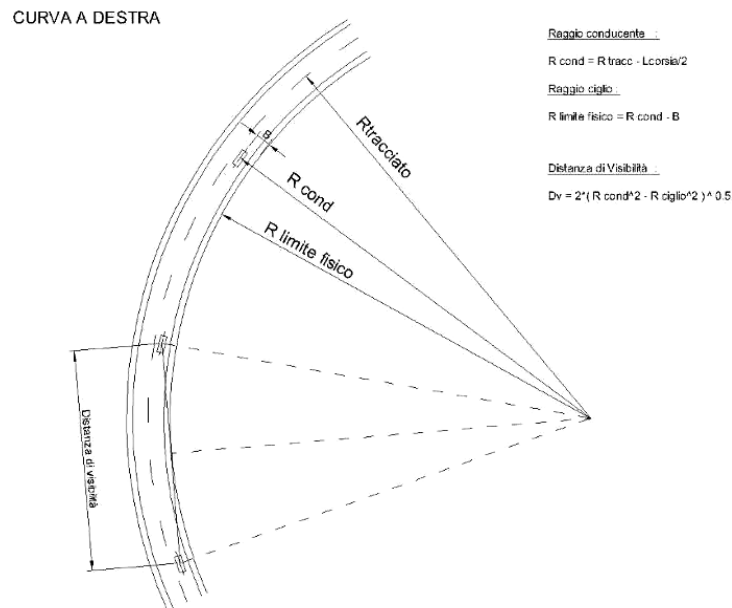 CURVA A DESTRA
Raggio conducente :
R cond = R tracc - Lcorsia/2
Raggio ciglio :
R limite fisico = R cond - B
Distanza di Visibilità :
Dv = 2*( R cond^2 - R ciglio^2 ) ^ 0.5
Rtracciato
B
R cond
R limite fisico
Distanza di visibilità